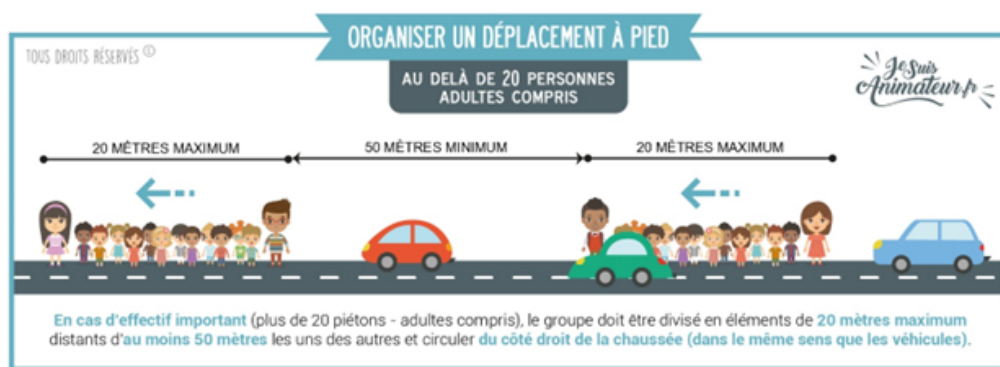 ORGANISER UN DÉPLACEMENT À PIED
TOUS DROITS RÉSERVÉS ©
AU DELÀ DE 20 PERSONNES
ADULTES COMPRIS
Je Suis
Animateur.fr
20 MÈTRES MAXIMUM
50 MÈTRES MINIMUM
20 MÈTRES MAXIMUM
En cas d'effectif important (plus de 20 piétons - adultes compris), le groupe doit être divisé en éléments de 20 mètres maximum
distants d'au moins 50 mètres les uns des autres et circuler du côté droit de la chaussée (dans le même sens que les véhicules).